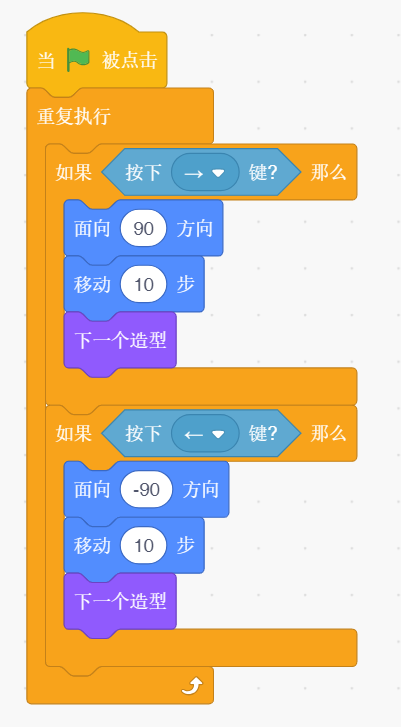 当 被点击
重复执行
如果 按下 → 键? 那么
面向 90 方向
移动 10 步
下一个造型
如果 按下 ← 键? 那么
面向 -90 方向
移动 10 步
下一个造型